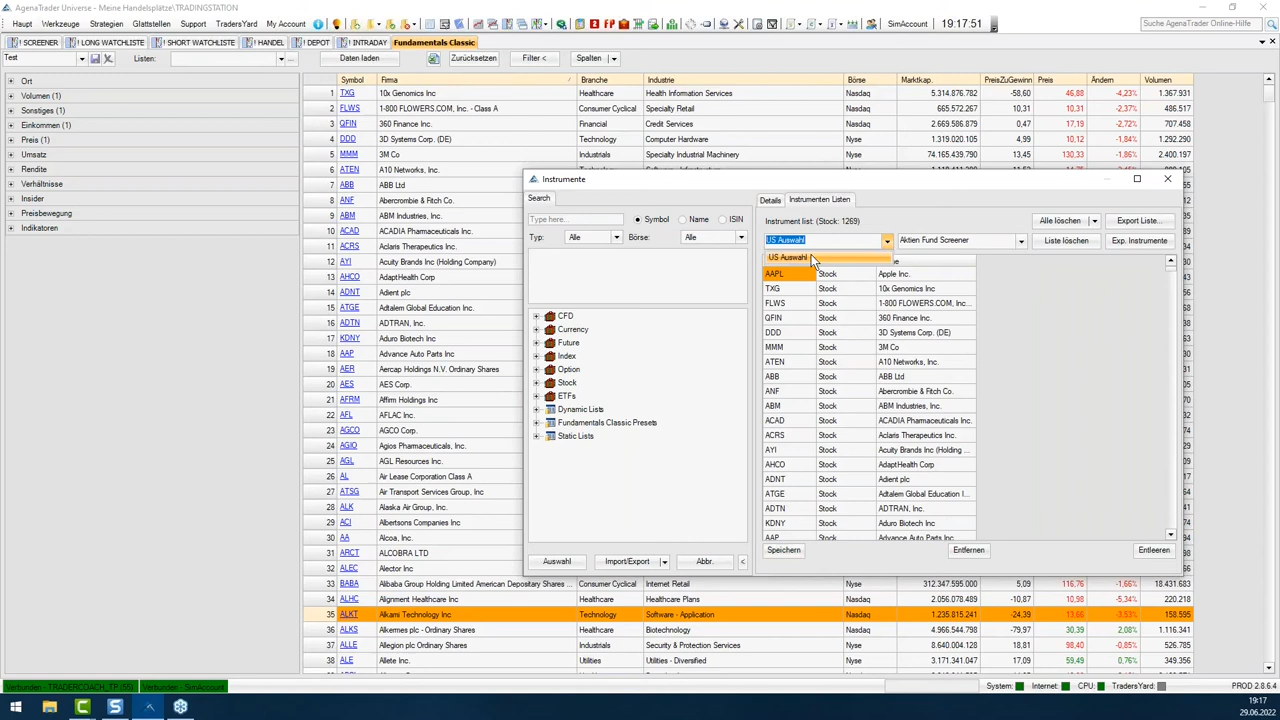 AgenaTrader Universe - Meine Handelsplätze\TRADINGSTATION
Home Werkzeuge Strategien Glattstellen Support TradersYard My Account SimAccount 19:17:51 Suche AgenaTrader Online-Hilfe
! SCREENER ! LONG WATCHLISTE ! SHORT WATCHLISTE ! HANDEL ! DEPOT ! INTRADAY Fundamentals Classic
Test Listen: Daten laden Zurücksetzen Filter < Spalten
Ort
Volumen (1)
Sonstiges (1)
Einkommen (1)
Preis (1)
Umsatz
Rendite
Verhältnisse
Insider
Preisbewegung
Indikatoren
Symbol Firma Branche Industrie Börse Marktkap. PreisZuGewinn Preis Ändern Volumen
1 TXG 10x Genomics Inc Healthcare Health Information Services Nasdaq 5.314.876.782 -58,60 46,88 -4,23% 1.367.931
2 FLWS 1-800 FLOWERS.COM, Inc. - Class A Consumer Cyclical Specialty Retail Nasdaq 665.572.267 10,31 10,31 -2,37% 486.517
3 QFIN 360 Finance Inc. Financial Credit Services Nasdaq 2.669.586.879 0,47 17,19 -2,72% 707.458
4 DDD 3D Systems Corp. (DE) Technology Computer Hardware Nyse 1.319.020.105 4,99 10,12 -1,84% 1.292.290
5 MMM 3M Co Industrials Specialty Industrial Machinery Nyse 74.165.439.790 13,45 130,33 -1,86% 2.400.197
6 ATEN A10 Networks, Inc.
7 ABB ABB Ltd
8 ANF Abercrombie & Fitch Co.
9 ABM ABM Industries, Inc.
10 ACAD ACADIA Pharmaceuticals, Inc.
11 ACRS Aclaris Therapeutics, Inc.
12 AYI Acuity Brands Inc (Holding Company)
13 AHCO AdaptHealth Corp
14 ADNT Adient plc
15 ATGE Adtalem Global Education Inc.
16 ADTN ADTRAN, Inc.
17 KDNY Aduro Biotech Inc
18 AAP Advance Auto Parts Inc
19 AER Aercap Holdings N.V. Ordinary Shares
20 AES AES Corp.
21 AFRM Affirm Holdings Inc
22 AFL AFLAC Inc.
23 AGCO AGCO Corp.
24 AGIO Agios Pharmaceuticals, Inc.
25 AGL AGL Resources Inc.
26 AL Air Lease Corporation Class A
27 ATSG Air Transport Services Group, Inc
28 ALK Alaska Air Group, Inc.
29 ACI Albertsons Companies Inc
30 AA Alcoa, Inc.
31 ARCT ALCOBRA LTD
32 ALEC Alector Inc
33 BABA Alibaba Group Holding Limited American Depositary Shares ... Consumer Cyclical Internet Retail Nyse 312.347.595.000 5,09 116,76 -1,66% 18.431.683
34 ALHC Alignment Healthcare Inc Healthcare Healthcare Plans Nasdaq 2.056.078.489 -10,87 10,98 -5,34% 220.218
35 ALKT Alkami Technology Inc Technology Software - Application Nasdaq 1.235.815.241 -24,39 13,66 -3,53% 158.595
36 ALKS Alkermes plc - Ordinary Shares Healthcare Biotechnology Nasdaq 4.966.544.998 -79,97 30,39 2,08% 1.116.341
37 ALLE Allegion plc Ordinary Shares Industrials Security & Protection Services Nyse 8.643.045.245 18,81 98,40 -0,85% 526.785
38 ALE Allete Inc. Utilities Utilities - Diversified Nyse 3.171.341.047 17,09 59,49 0,76% 349.356
Instrumente
Search
Type here... Symbol Name ISIN
Typ: Alle Börse: Alle
CFD
Currency
Future
Index
Option
Stock
ETFs
Dynamic Lists
Fundamentals Classic Presets
Static Lists
Auswahl Import/Export Abbr. <
Details Instrumenten Listen
Instrument list: (Stock: 1269) Alle löschen Export Liste...
US Auswahl Aktien Fund Screener Liste löschen Exp. Instrumente
US Auswahl
AAPL Stock Apple Inc.
TXG Stock 10x Genomics Inc
FLWS Stock 1-800 FLOWERS.COM, Inc...
QFIN Stock 360 Finance Inc.
DDD Stock 3D Systems Corp. (DE)
MMM Stock 3M Co
ATEN Stock A10 Networks, Inc.
ABB Stock ABB Ltd
ANF Stock Abercrombie & Fitch Co.
ABM Stock ABM Industries, Inc.
ACAD Stock ACADIA Pharmaceuticals Inc.
ACRS Stock Aclaris Therapeutics Inc.
AYI Stock Acuity Brands Inc (Holding ...
AHCO Stock AdaptHealth Corp
ADNT Stock Adient plc
ATGE Stock Adtalem Global Education I...
ADTN Stock ADTRAN, Inc.
KDNY Stock Aduro Biotech Inc
AAP Stock Advance Auto Parts Inc
Speichern Entfernen Entleeren
Verbunden - TRADERCOACH_TP (55) Verbunden - SimAccount System: Internet: CPU: TradersYard: PROD 2.8.6.4
19:17
29.06.2022